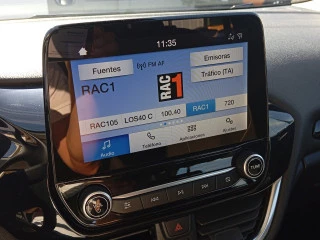 11:35
Fuentes
FM AF
Emisoras
Tráfico (TA)
RAC1
RAC
1
RAC105
LOS40 C
100.40
RAC1
720
Audio
Teléfono
TUNE